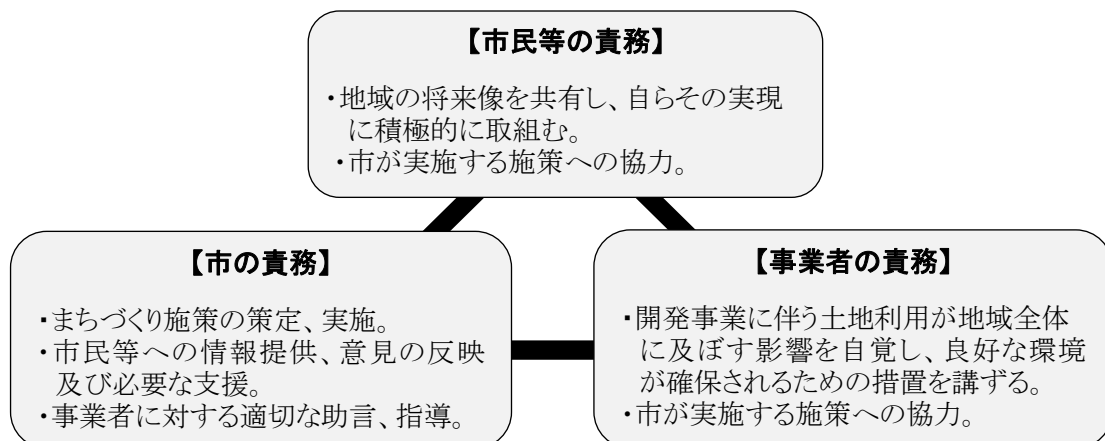 【市民等の責務】
・地域の将来像を共有し、自らその実現
に積極的に取組む。
・市が実施する施策への協力。
【市の責務】
・まちづくり施策の策定、実施。
・市民等への情報提供、意見の反映
及び必要な支援。
・事業者に対する適切な助言、指導。
【事業者の責務】
・開発事業に伴う土地利用が地域全体
に及ぼす影響を自覚し、良好な環境
が確保されるための措置を講ずる。
・市が実施する施策への協力。